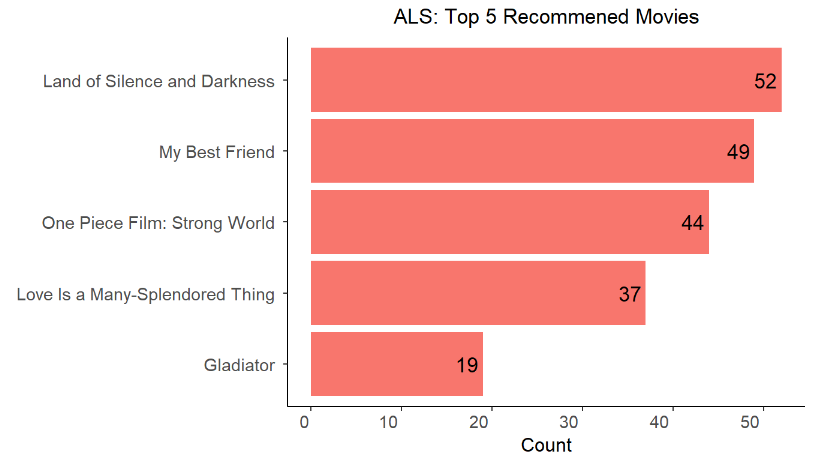 ALS: Top 5 Recommened Movies
Land of Silence and Darkness
52
My Best Friend
49
One Piece Film: Strong World
44
Love Is a Many-Splendored Thing
37
Gladiator
19
0 10 20 30 40 50
Count